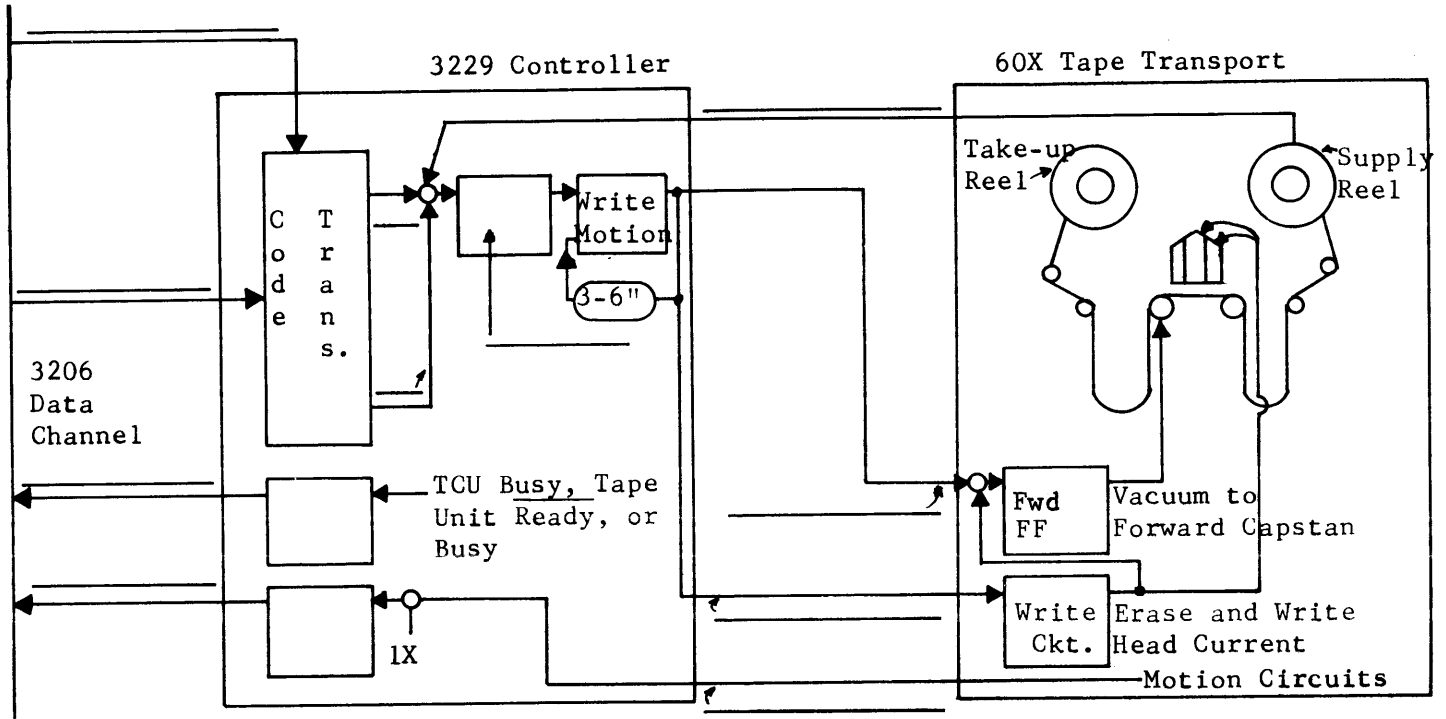 3229 Controller
60X Tape Transport
Take-up
Reel
Supply
Reel
Code
Trans.
Write
Motion
3-6"
3206
Data
Channel
TCU Busy, Tape
Unit Ready, or
Busy
1X
Fwd
FF
Vacuum to
Forward Capstan
Write
Ckt.
Erase and Write
Head Current
Motion Circuits